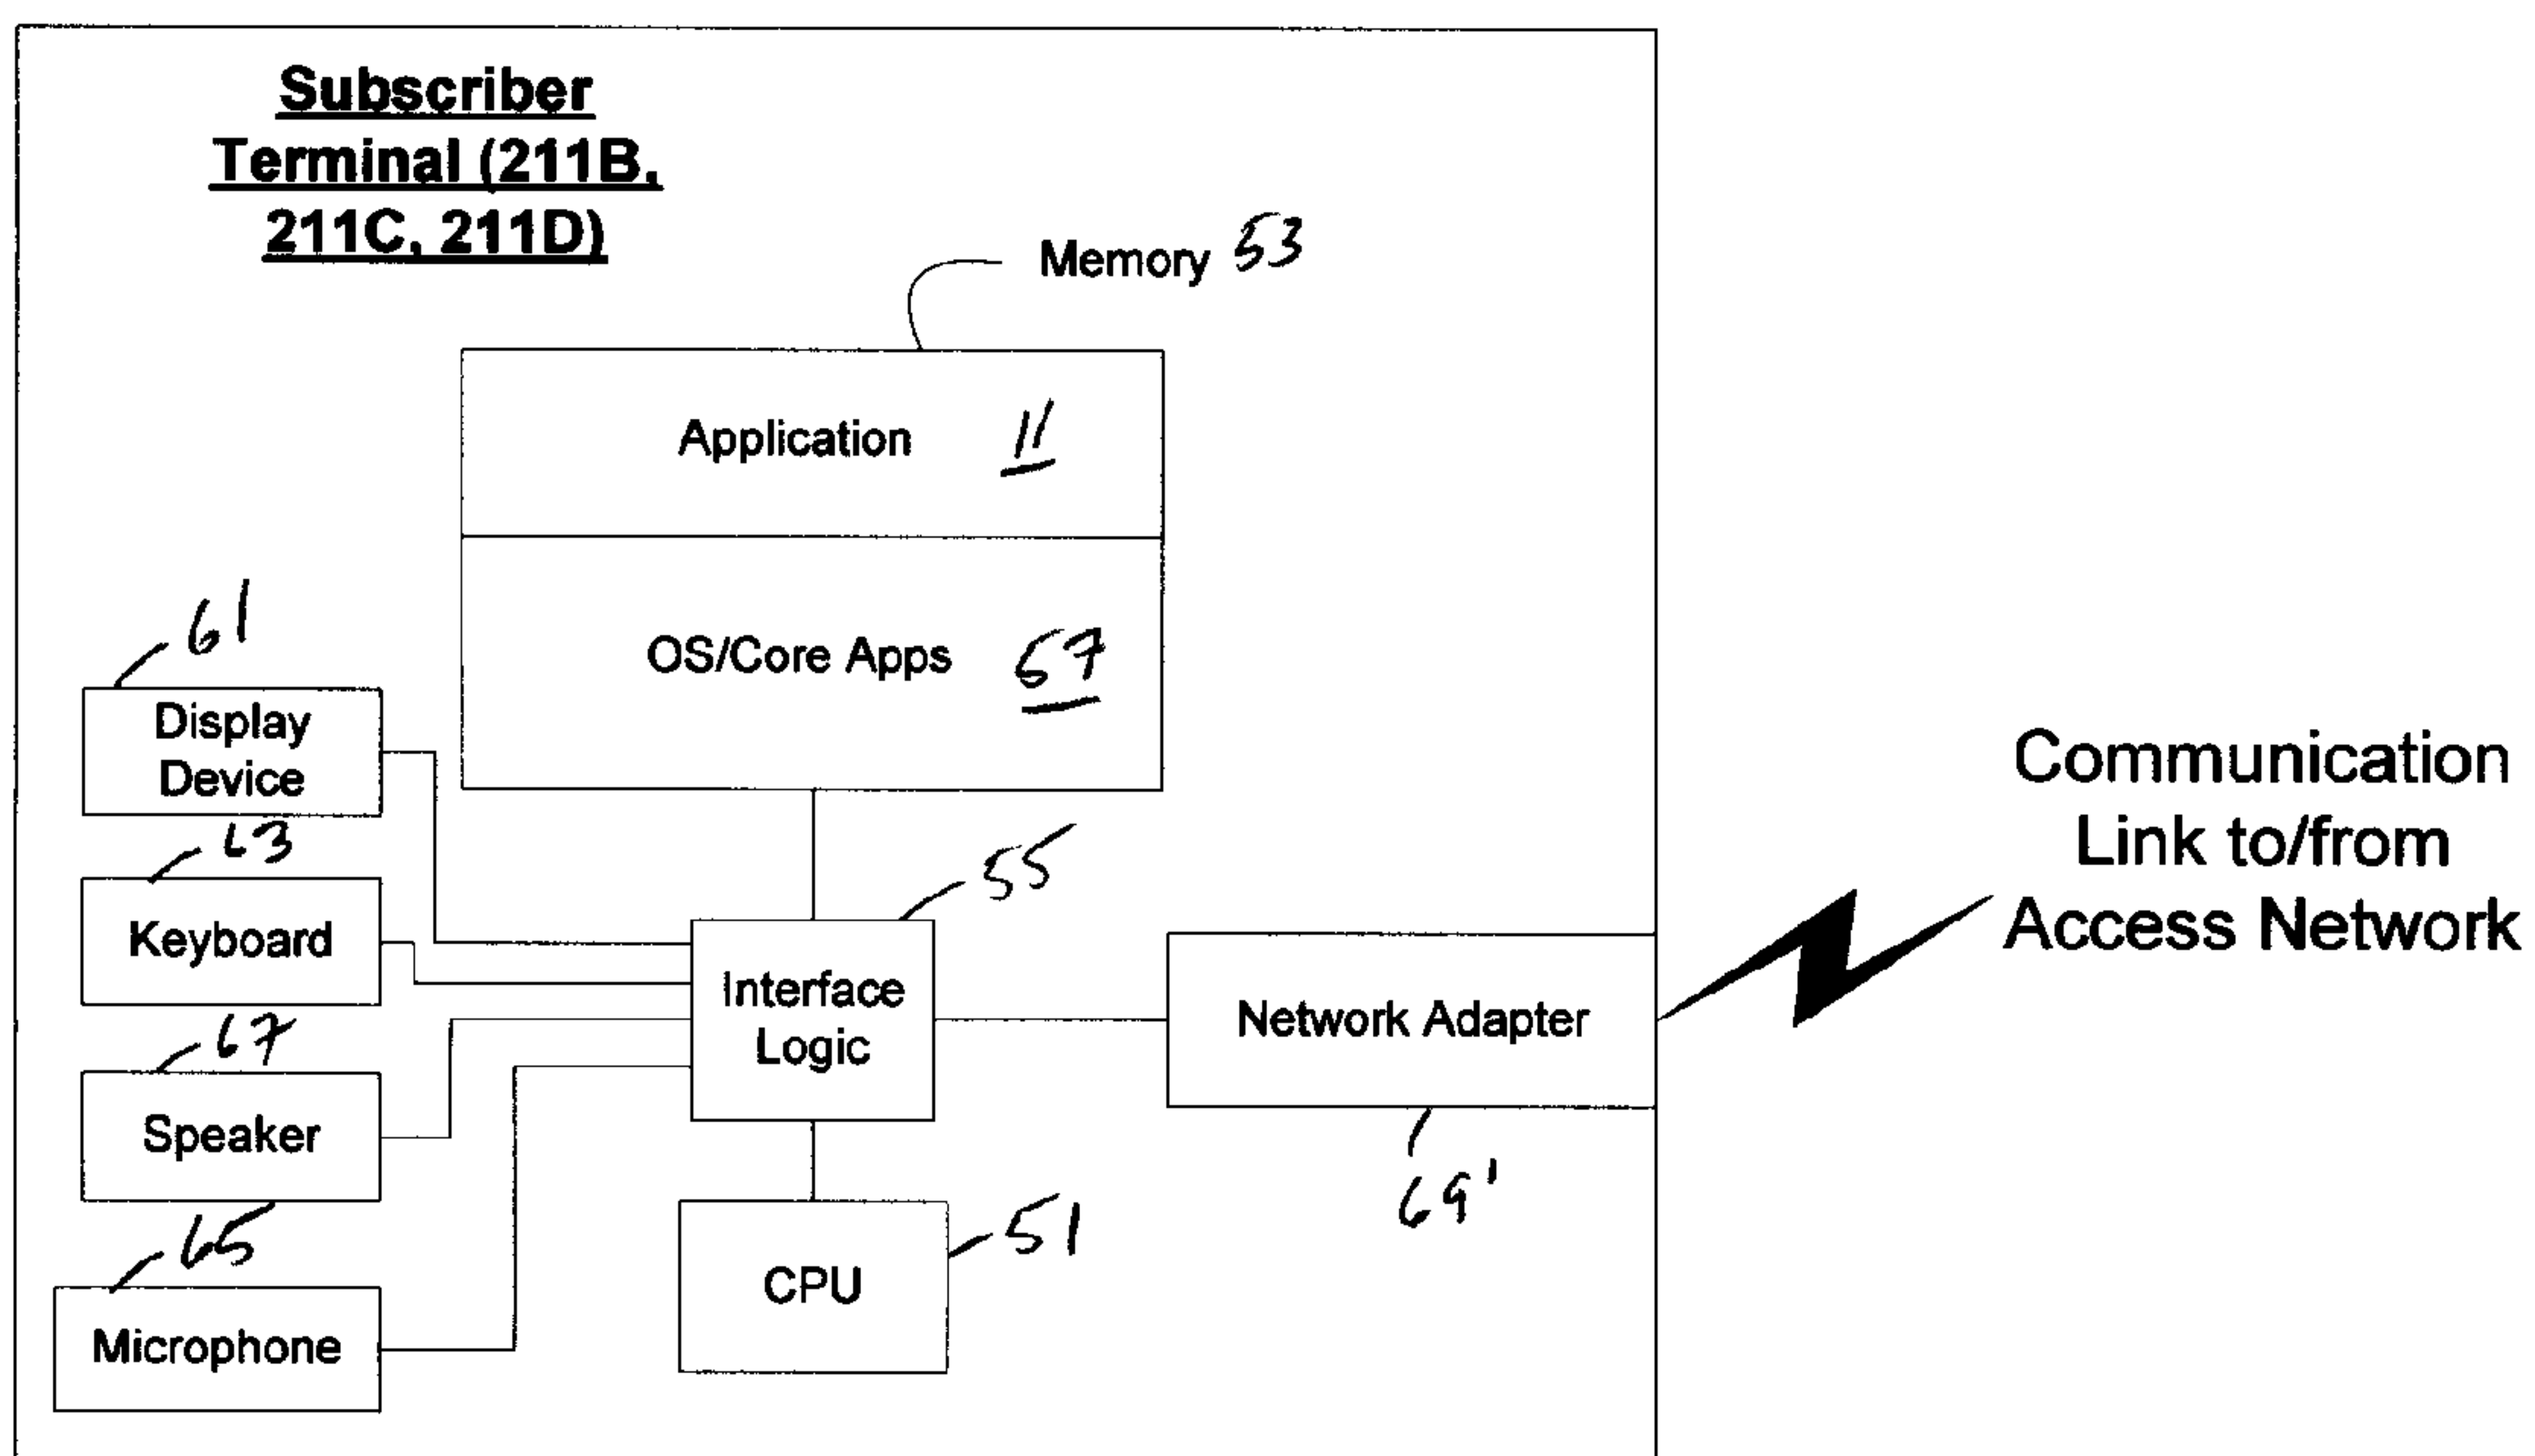 Subscriber
Terminal (211B,
211C, 211D)
Memory 53
Application 11
OS/Core Apps 57
61
Display
Device
63
Keyboard
67
Speaker
65
Microphone
55
Interface
Logic
51
CPU
Network Adapter
69'
Communication
Link to/from
Access Network